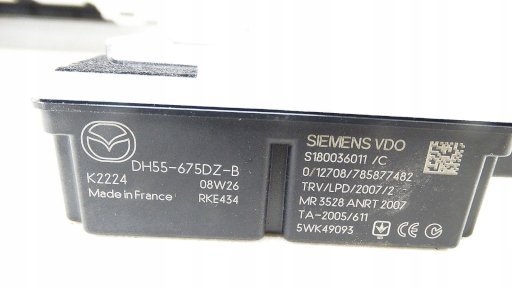 DH55-675DZ-B
K2224
08W26
Made in France
RKE434
SIEMENS VDO
S180036011 /C
0/12708/785877482
TRV/LPD/2007/2
MR 3528 ANRT 2007
TA-2005/611
5WK49093
CE